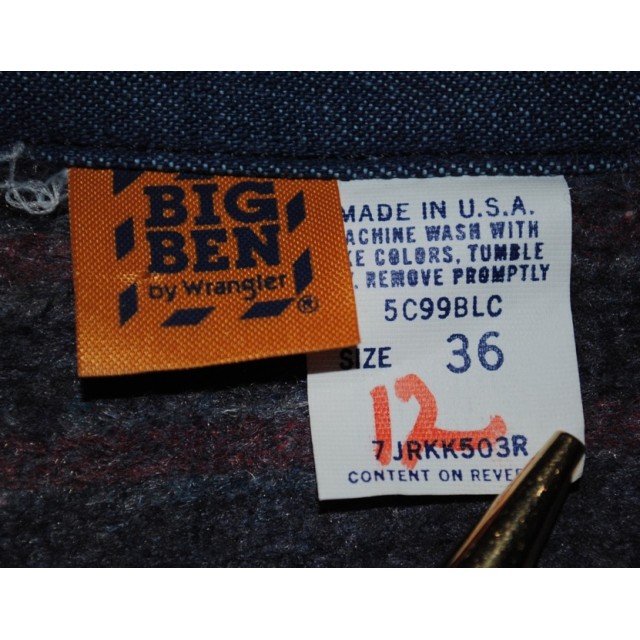 BIG
BEN
by Wrangler
®
MADE IN U.S.A.
ACHINE WASH WITH
KE COLORS, TUMBLE
. REMOVE PROMPTLY
5C99BLC
SIZE 36
12
7JRKK503R
CONTENT ON REVE